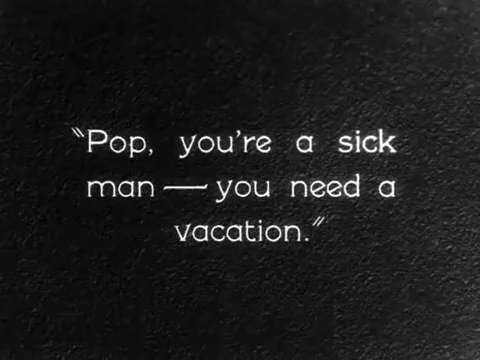 "Pop, you're a sick
man — you need a
vacation."